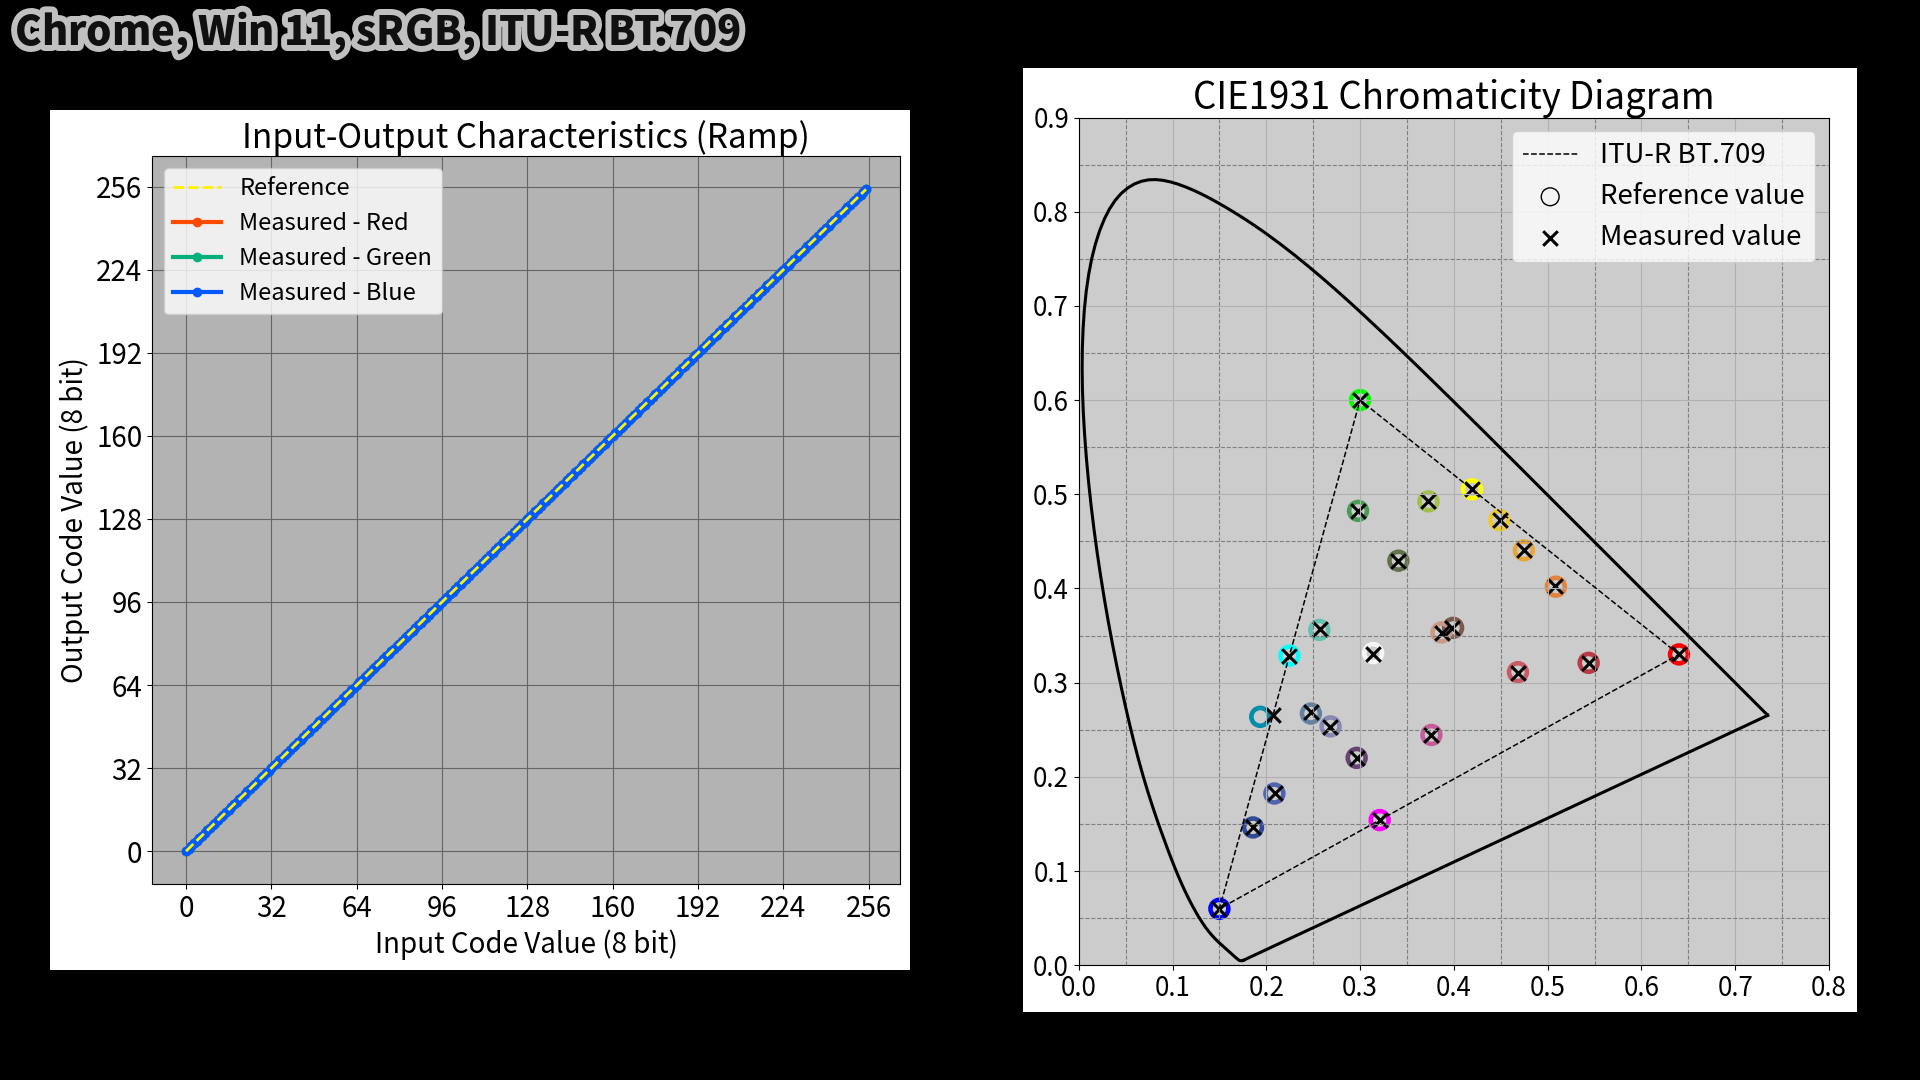 Chrome, Win 11, sRGB, ITU-R BT.709
Input-Output Characteristics (Ramp)
Reference
Measured - Red
Measured - Green
Measured - Blue
256
224
192
160
128
96
64
32
0
Output Code Value (8 bit)
0 32 64 96 128 160 192 224 256
Input Code Value (8 bit)
CIE1931 Chromaticity Diagram
ITU-R BT.709
Reference value
Measured value
0.9
0.8
0.7
0.6
0.5
0.4
0.3
0.2
0.1
0.0
0.0 0.1 0.2 0.3 0.4 0.5 0.6 0.7 0.8